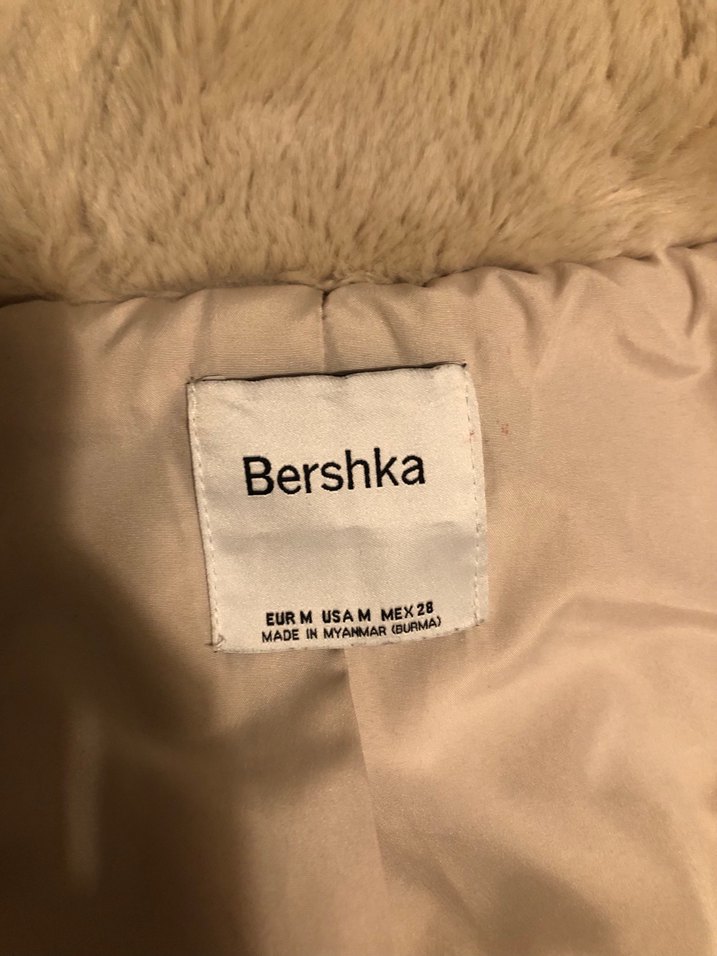 Bershka
EUR M USA M MEX 28
MADE IN MYANMAR (BURMA)